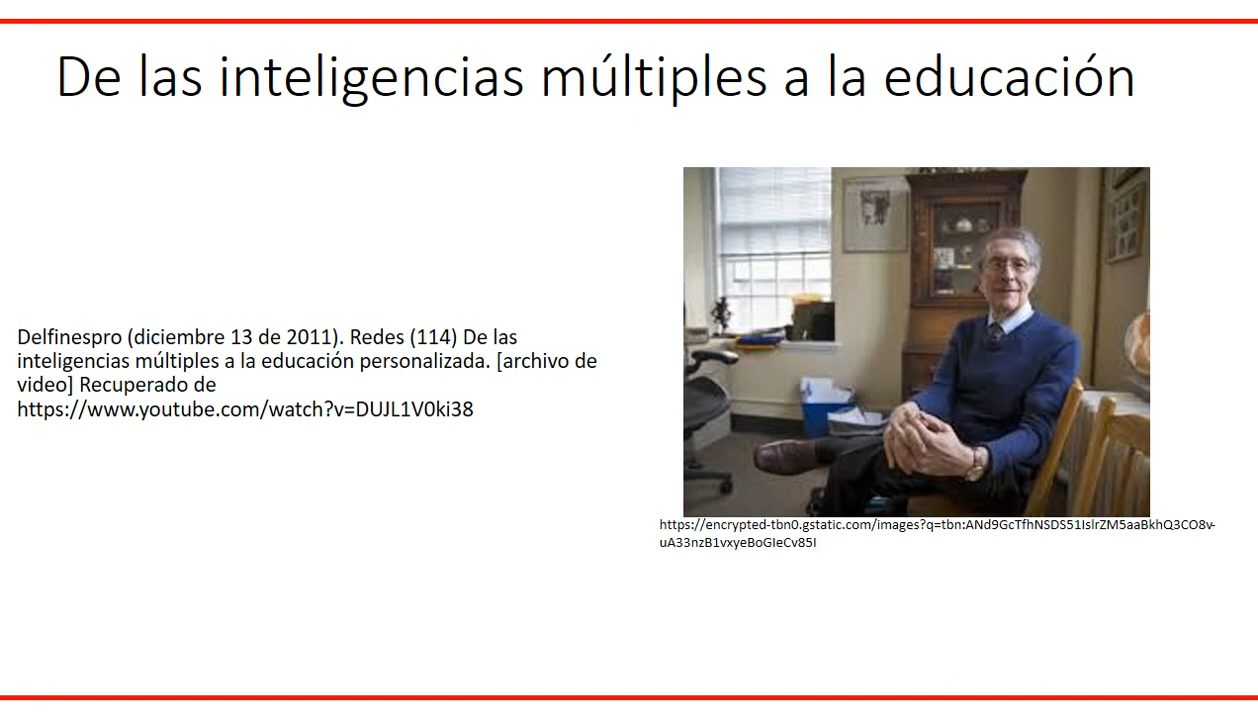 De las inteligencias múltiples a la educación
Delfinespro (diciembre 13 de 2011). Redes (114) De las
inteligencias múltiples a la educación personalizada. [archivo de
video] Recuperado de
https://www.youtube.com/watch?v=DUJL1V0ki38
https://encrypted-tbn0.gstatic.com/images?q=tbn:ANd9GcTfhNSDS51IslrZM5aaBkhQ3CO8v-
uA33nzB1vxyeBoGIeCv85I